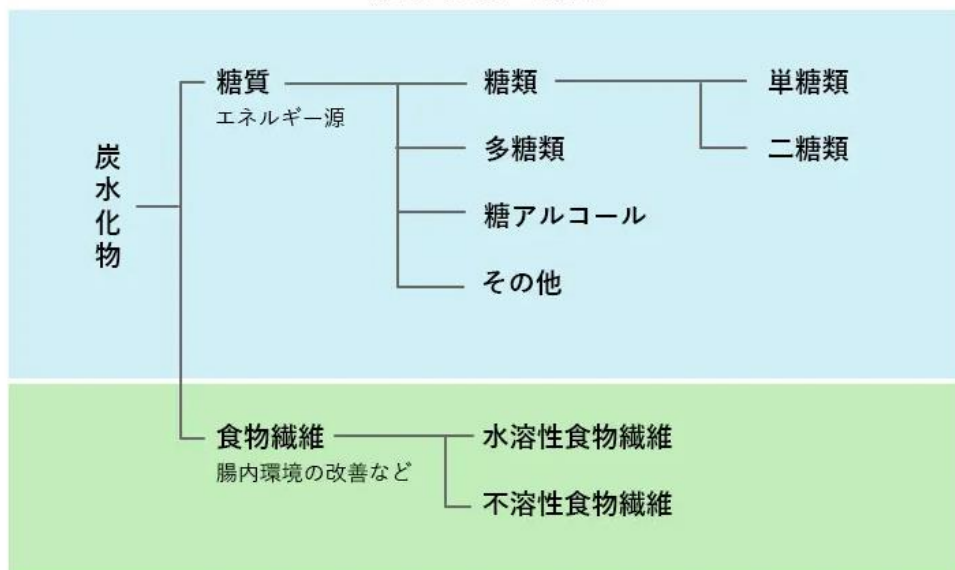 糖質
エネルギー源
糖類
単糖類
二糖類
多糖類
糖アルコール
その他
炭水化物
食物繊維
腸内環境の改善など
水溶性食物繊維
不溶性食物繊維